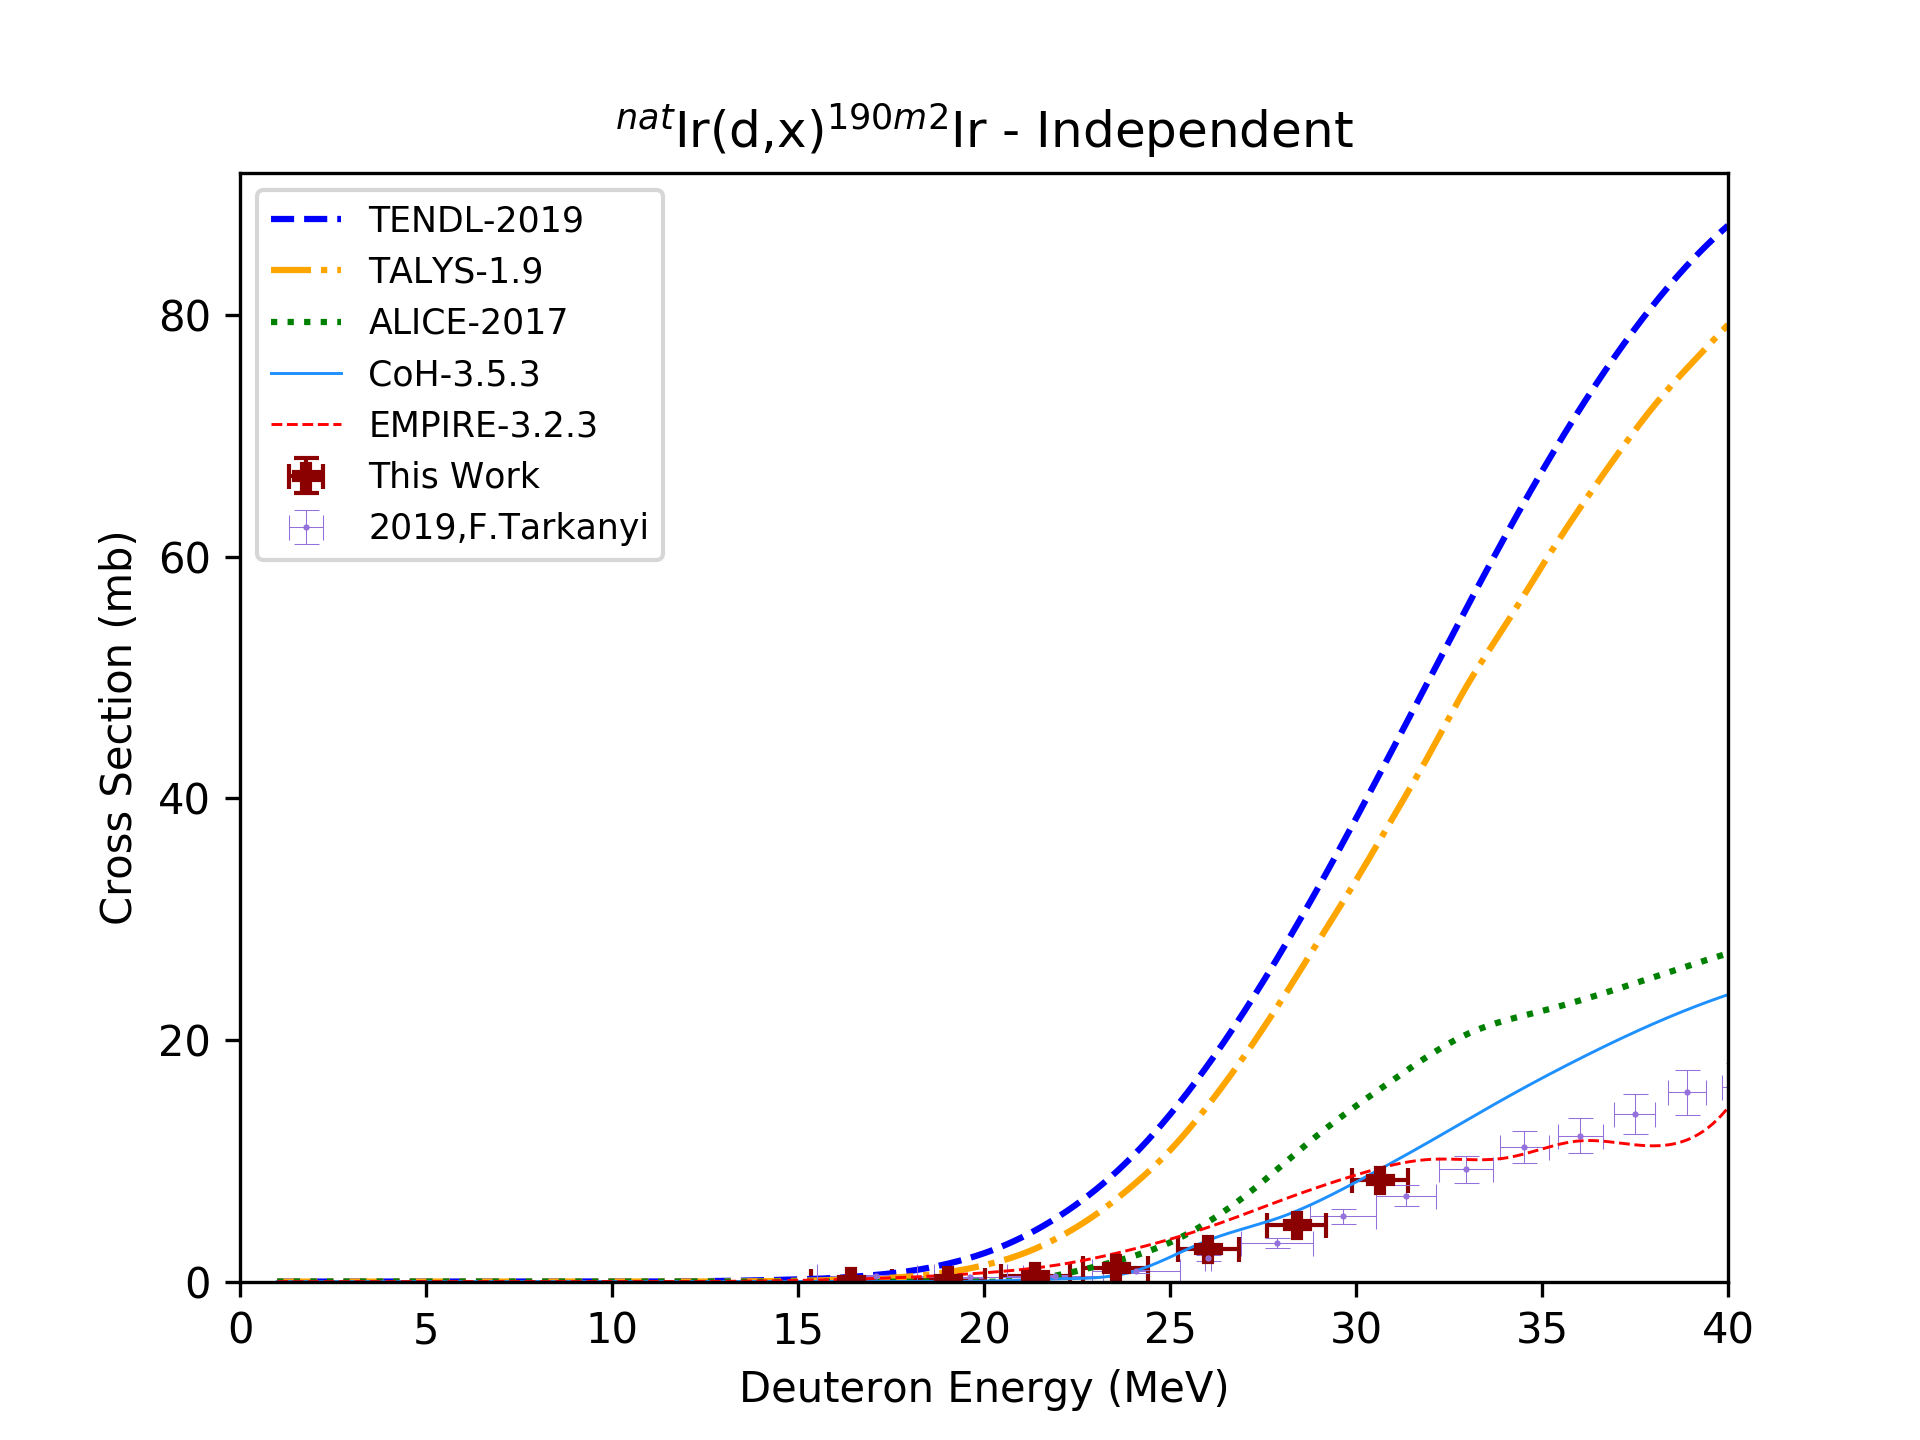 natIr(d,x)190m2Ir - Independent
TENDL-2019
TALYS-1.9
ALICE-2017
CoH-3.5.3
EMPIRE-3.2.3
This Work
2019,F.Tarkanyi
Cross Section (mb)
80
60
40
20
0
0 5 10 15 20 25 30 35 40
Deuteron Energy (MeV)